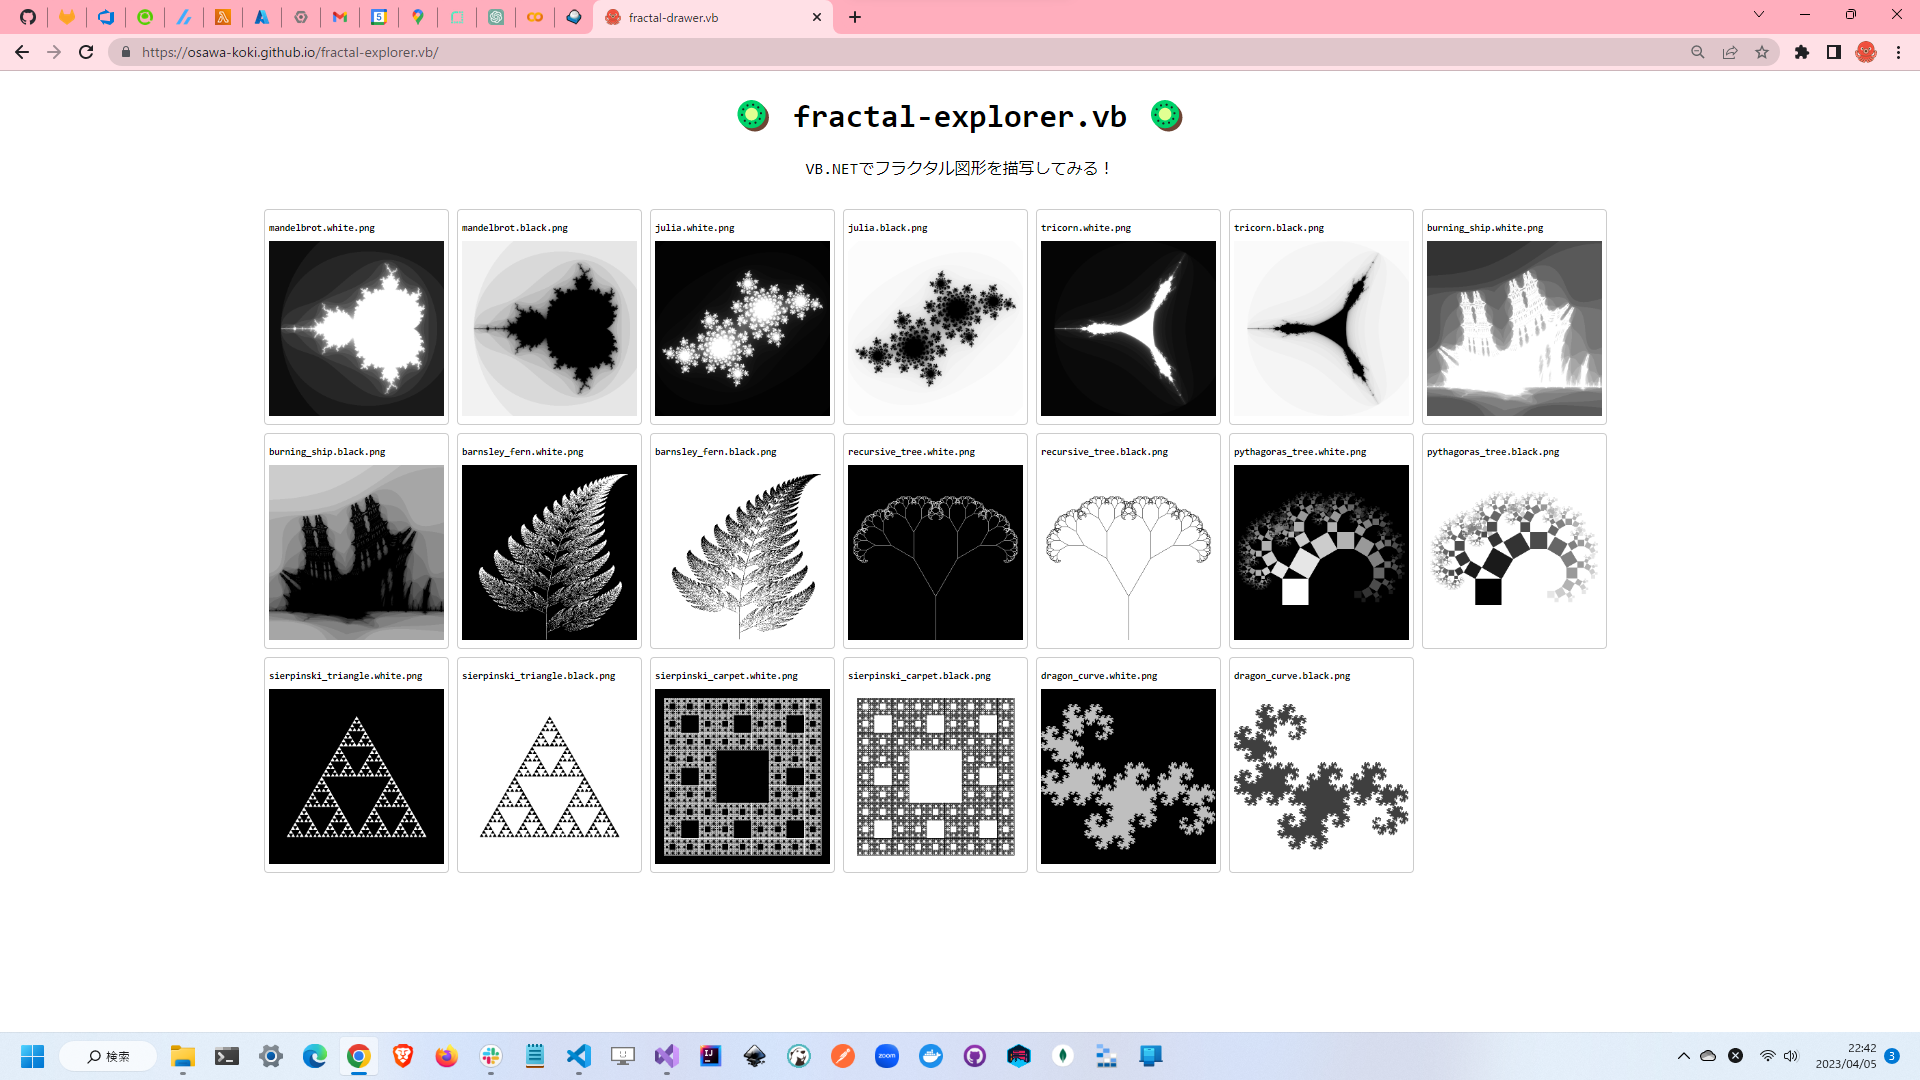 fractal-drawer.vb
https://osawa-koki.github.io/fractal-explorer.vb/
fractal-explorer.vb
VB.NETでフラクタル図形を描写してみる！
mandelbrot.white.png
mandelbrot.black.png
julia.white.png
julia.black.png
tricorn.white.png
tricorn.black.png
burning_ship.white.png
burning_ship.black.png
barnsley_fern.white.png
barnsley_fern.black.png
recursive_tree.white.png
recursive_tree.black.png
pythagoras_tree.white.png
pythagoras_tree.black.png
sierpinski_triangle.white.png
sierpinski_triangle.black.png
sierpinski_carpet.white.png
sierpinski_carpet.black.png
dragon_curve.white.png
dragon_curve.black.png
検索
zoom
22:42
2023/04/05
3